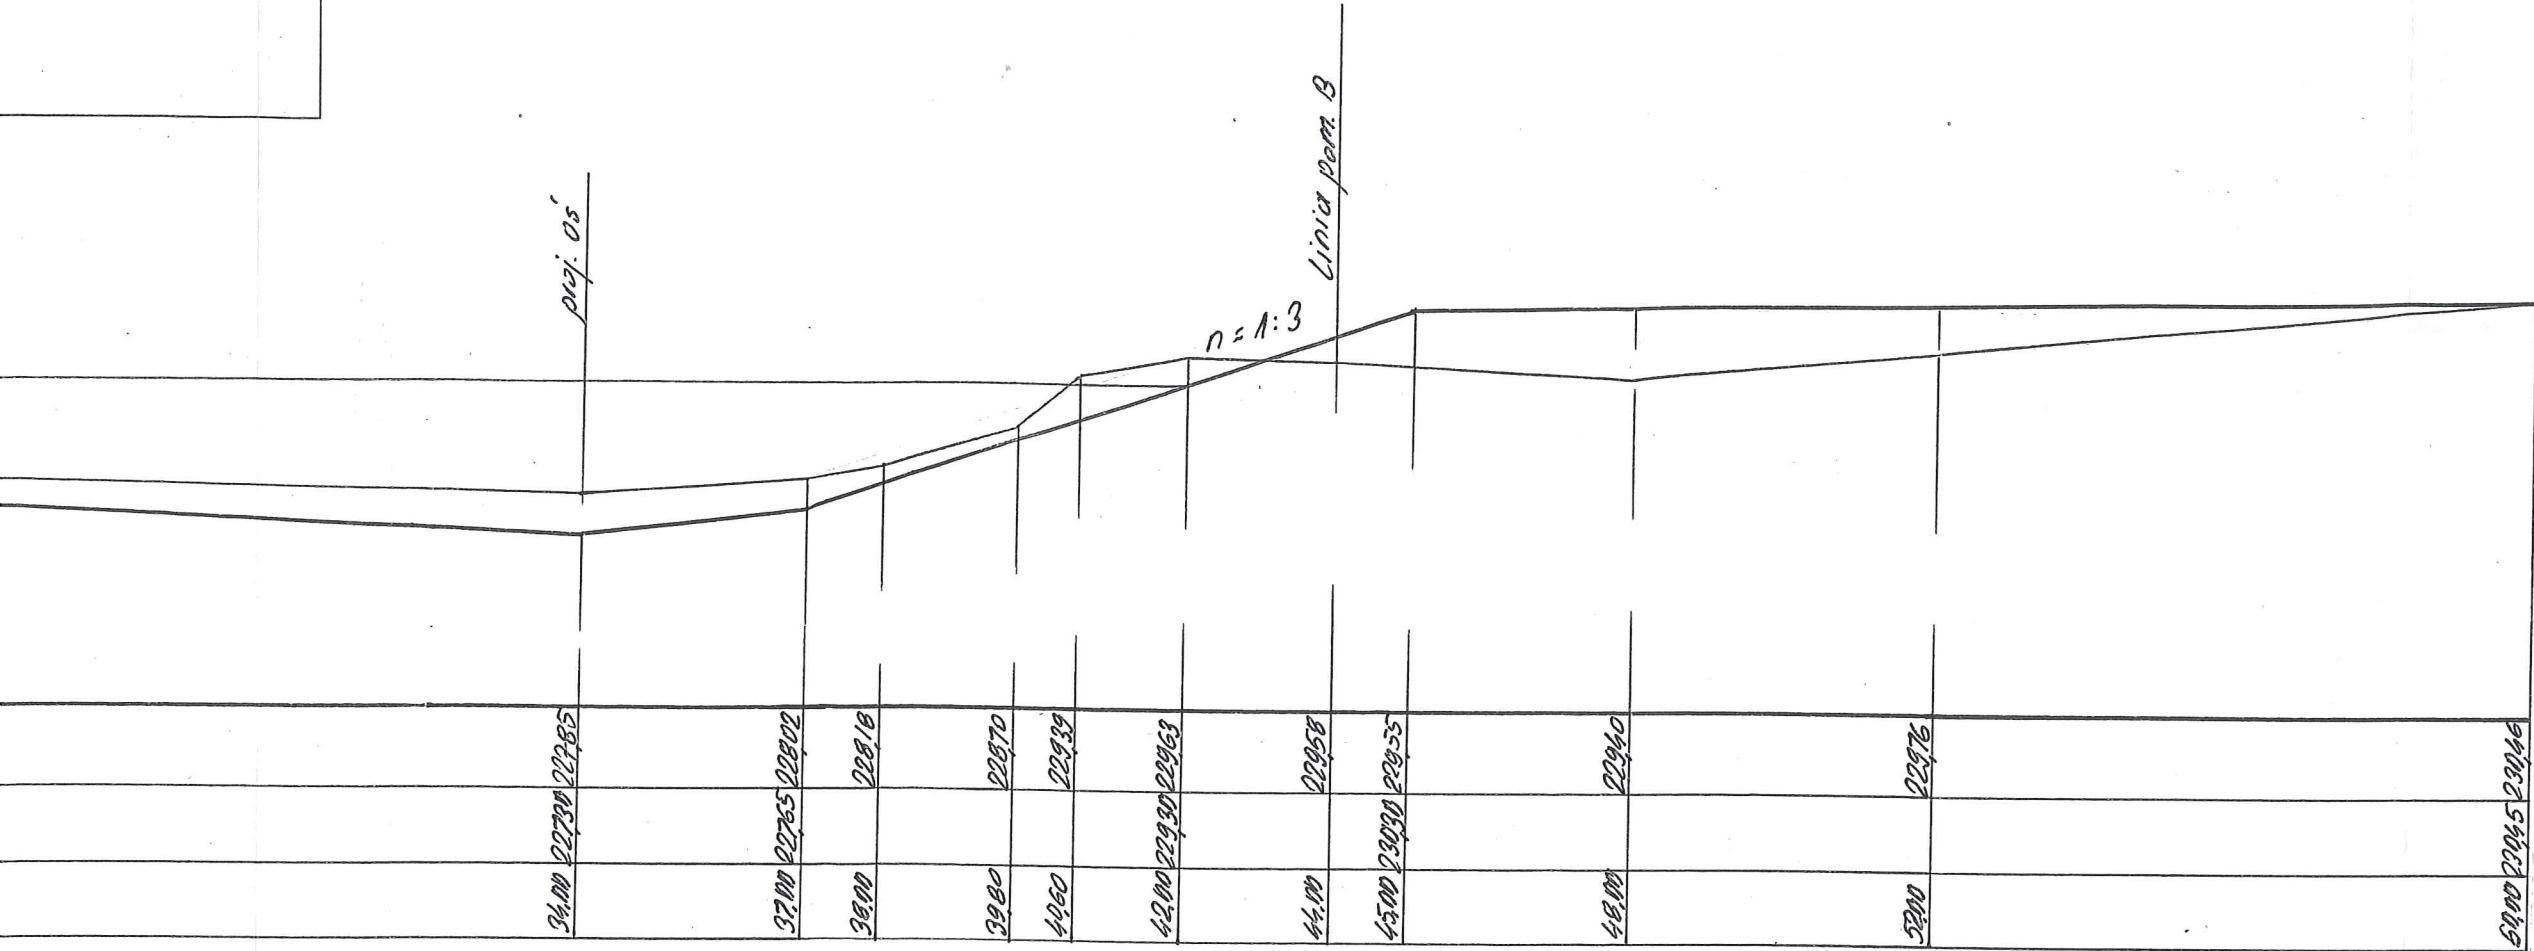 proj. oś
Linia pom. B
n = 1:3
227,85 228,02 228,18 228,70 229,39 229,63 229,58 229,55 229,40 229,76 230,46
227,30 227,65 229,30 230,30 230,45
34,00 37,00 38,00 39,80 40,60 42,00 44,00 45,00 48,00 52,00 60,00